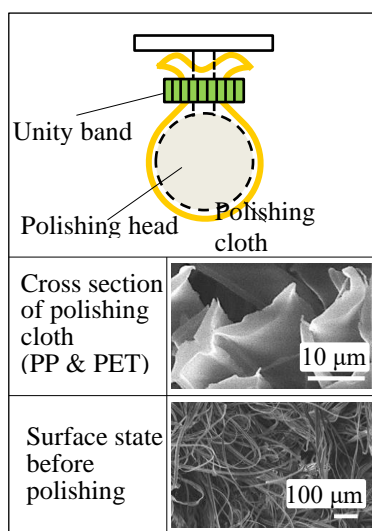 Unity band
Polishing head
Polishing
cloth
Cross section
of polishing
cloth
(PP & PET)
10 μm
Surface state
before
polishing
100 μm